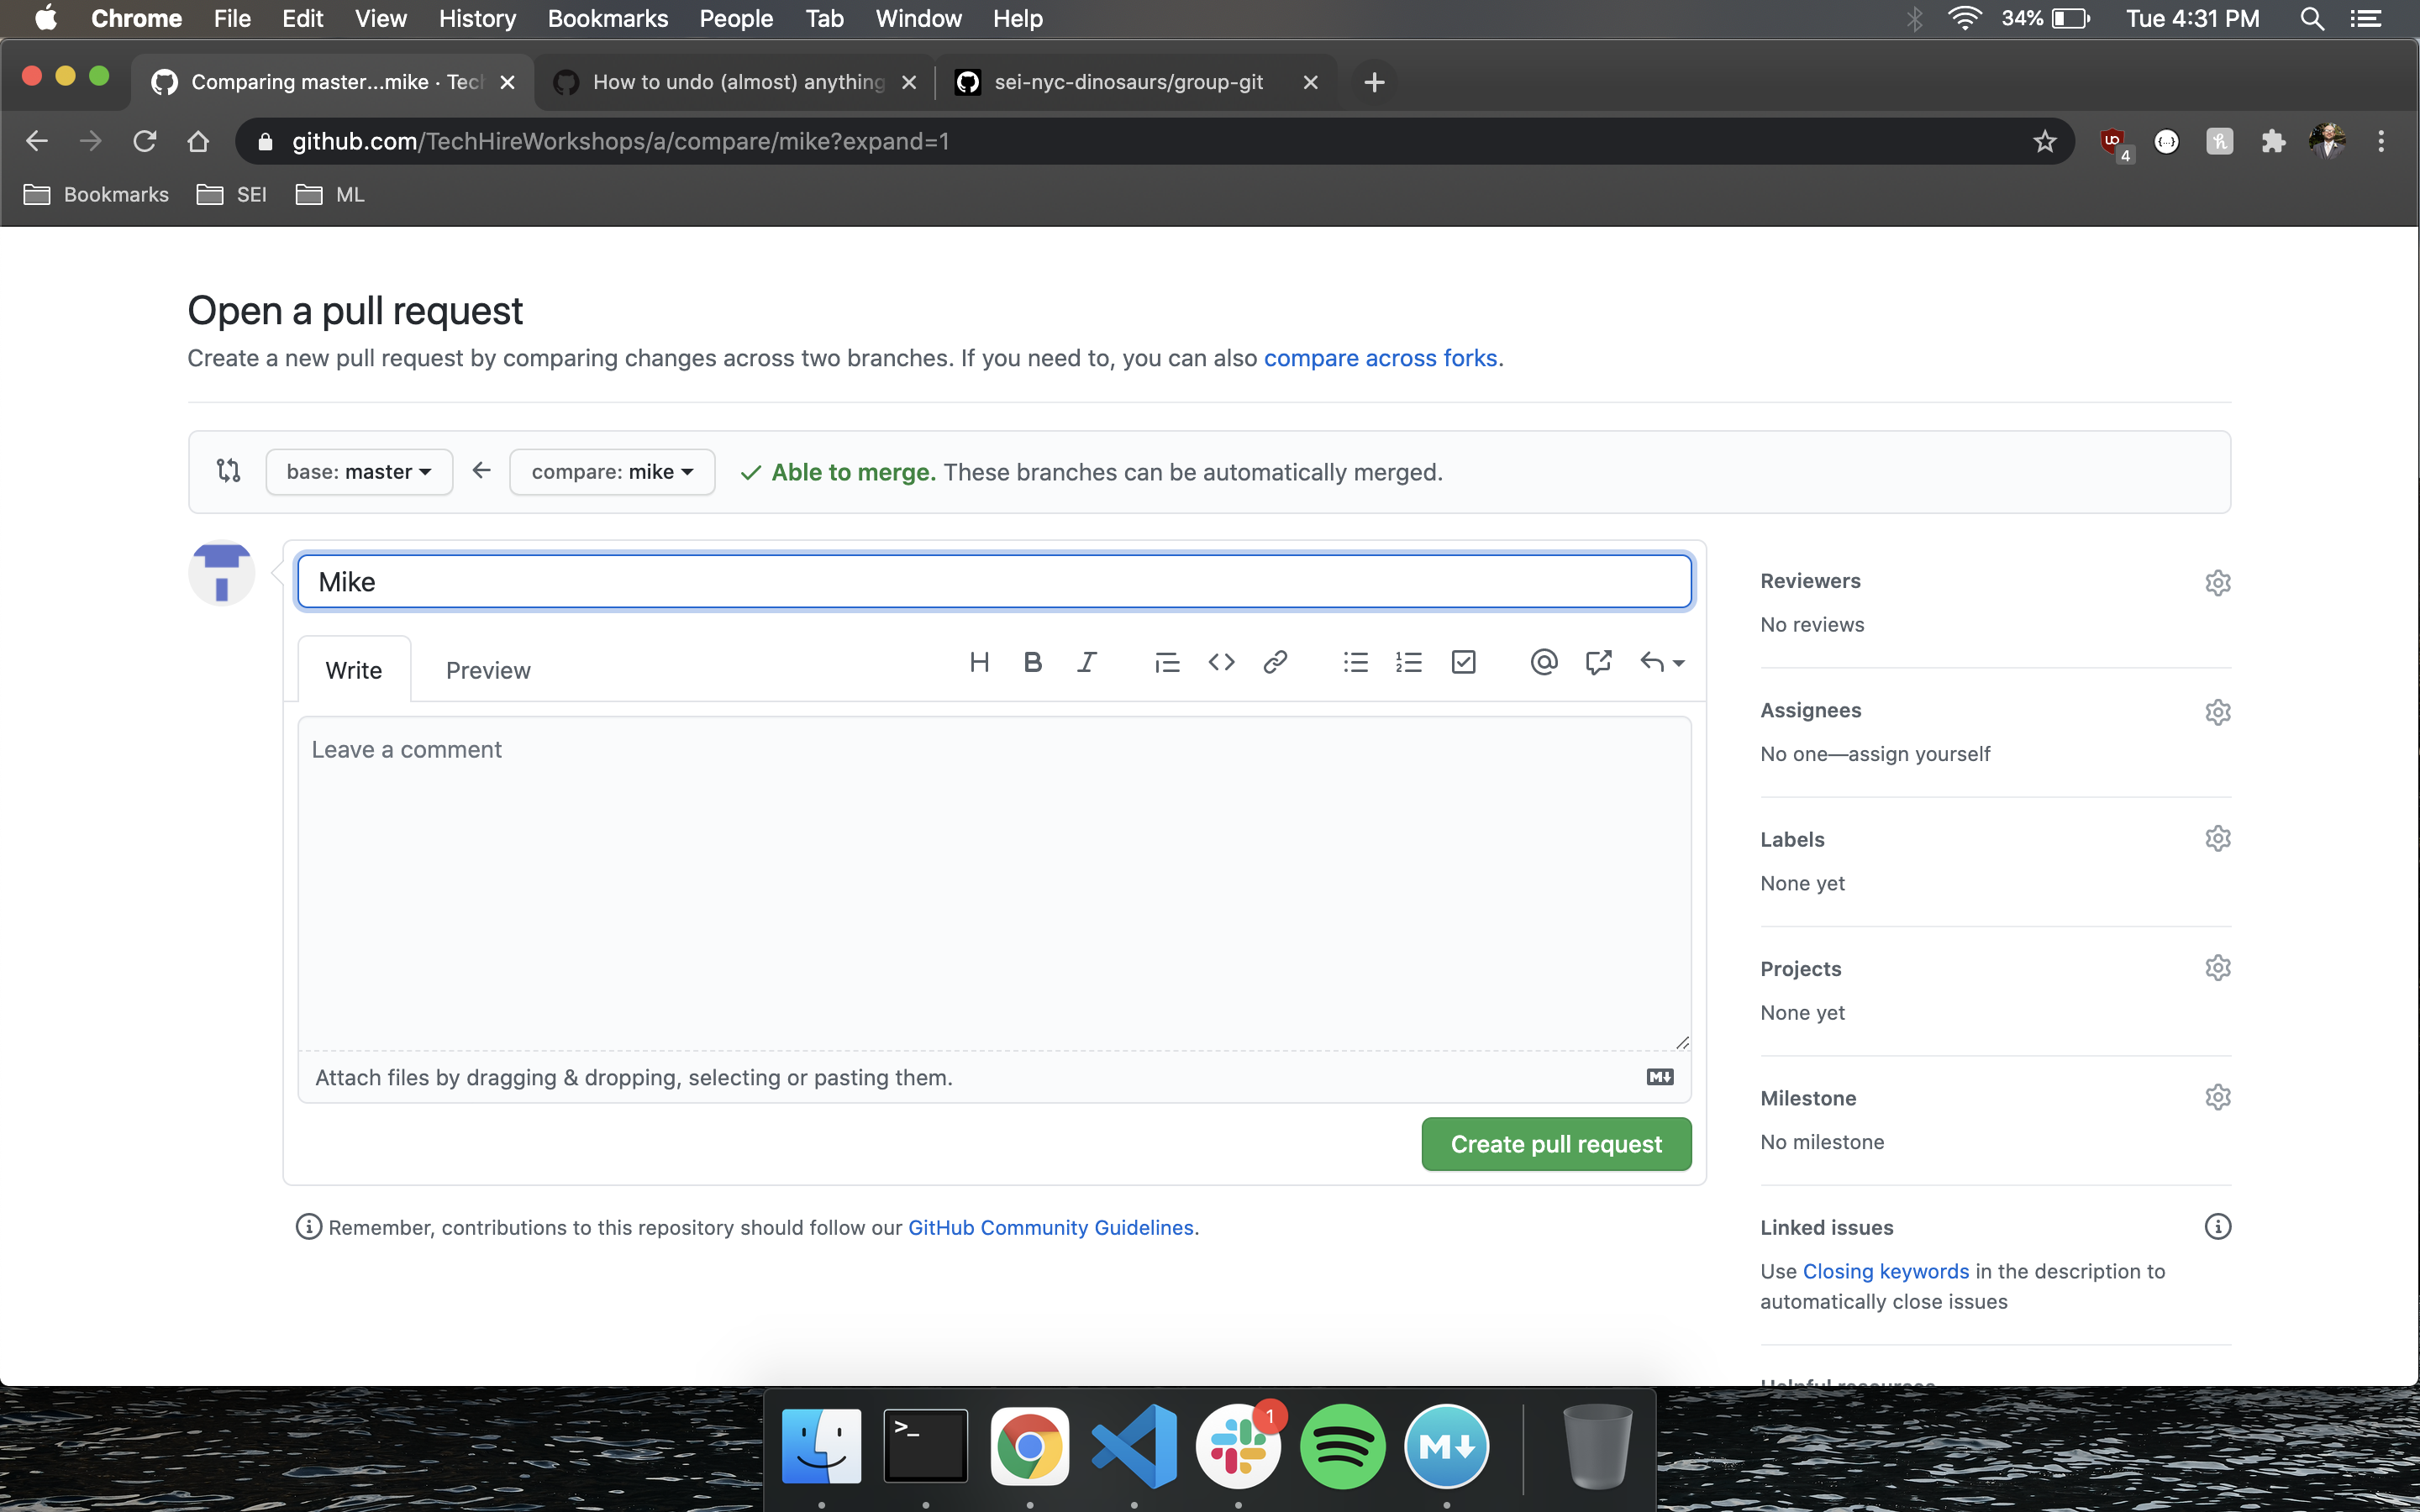 Chrome File Edit View History Bookmarks People Tab Window Help 34% Tue 4:31 PM
Comparing master...mike · Tech How to undo (almost) anything sei-nyc-dinosaurs/group-git
github.com/TechHireWorkshops/a/compare/mike?expand=1 4
Bookmarks SEI ML
Open a pull request
Create a new pull request by comparing changes across two branches. If you need to, you can also compare across forks.
base: master compare: mike Able to merge. These branches can be automatically merged.
Mike
Write Preview
Leave a comment
Attach files by dragging & dropping, selecting or pasting them.
Create pull request
Remember, contributions to this repository should follow our GitHub Community Guidelines.
Reviewers
No reviews
Assignees
No one—assign yourself
Labels
None yet
Projects
None yet
Milestone
No milestone
Linked issues
Use Closing keywords in the description to
automatically close issues
Helpful resources
1